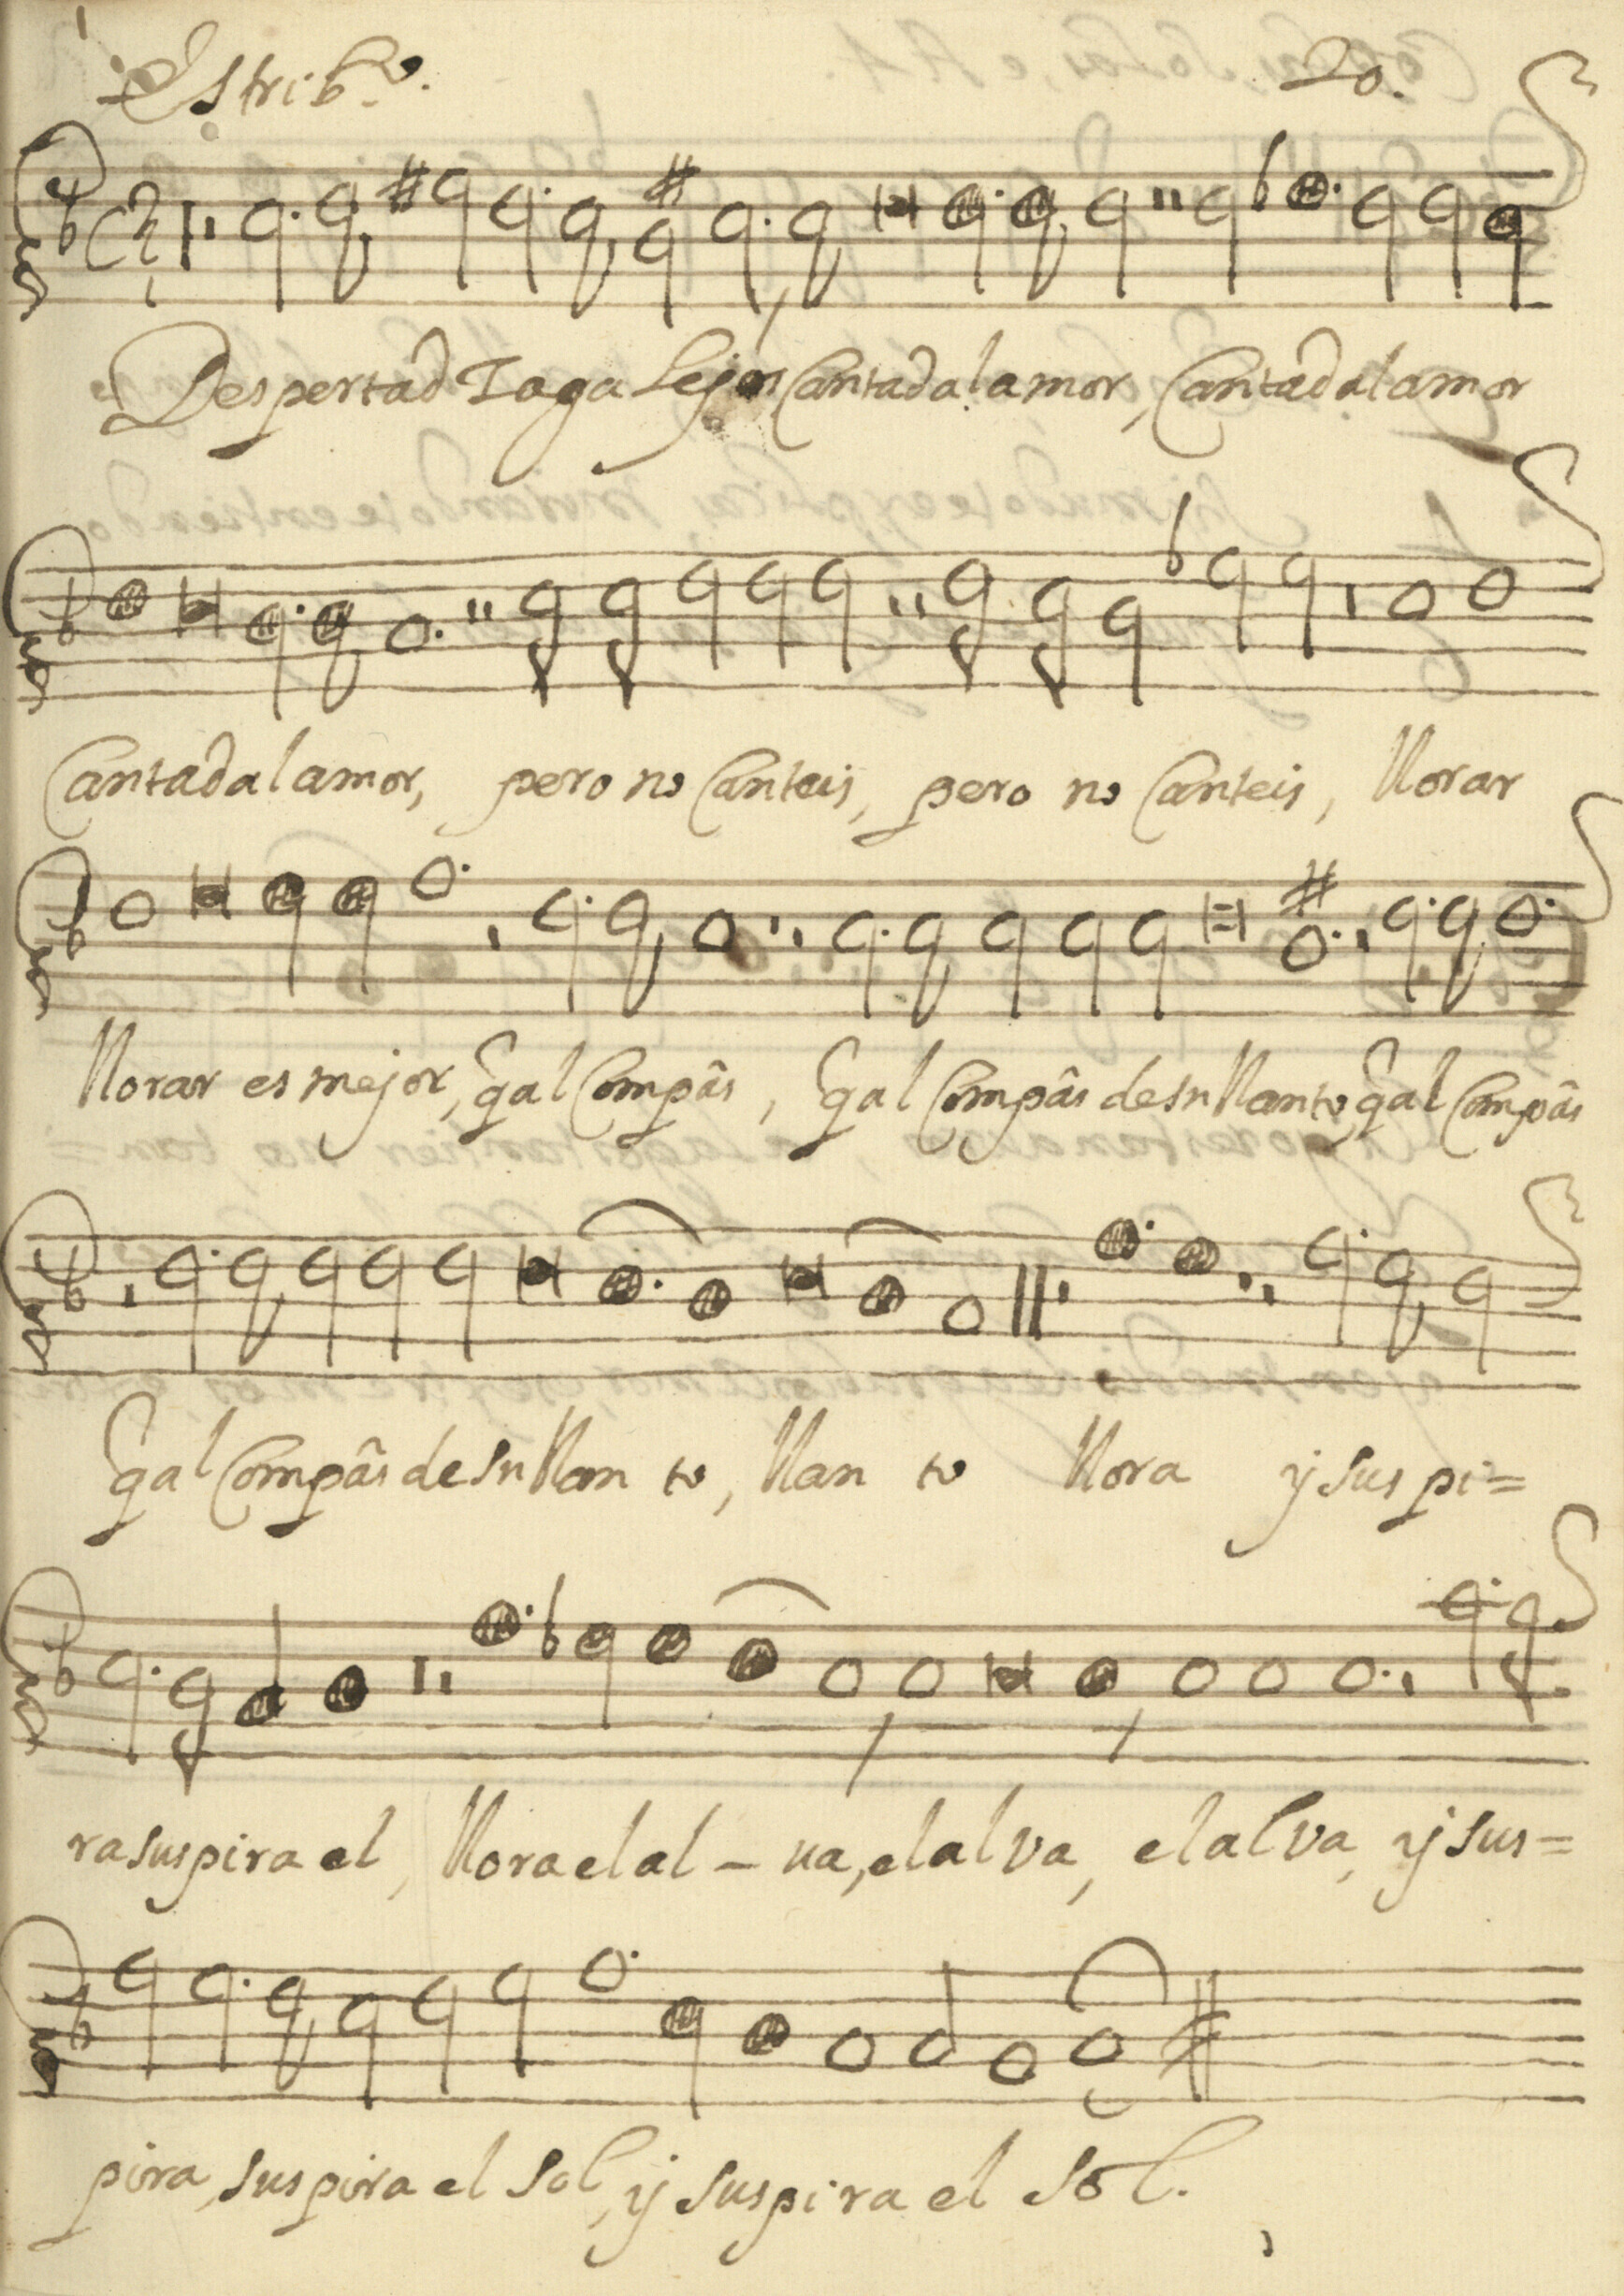 Estrib.º 20.
Despertad Zagalejos, Cantad al amor, Cantad al amor
Cantad al amor, pero no Canteis, pero no Canteis, llorar
llorar es mejor, q̃ al Compâs, q̃ al Compâs de su llanto, q̃ al Compâs
q̃ al Compâs de su llan to, llan to llora y sus pi=
ra suspira el, llora el al - va, el alva, el alva, y sus=
pira, suspira el sol, y suspira el sol.